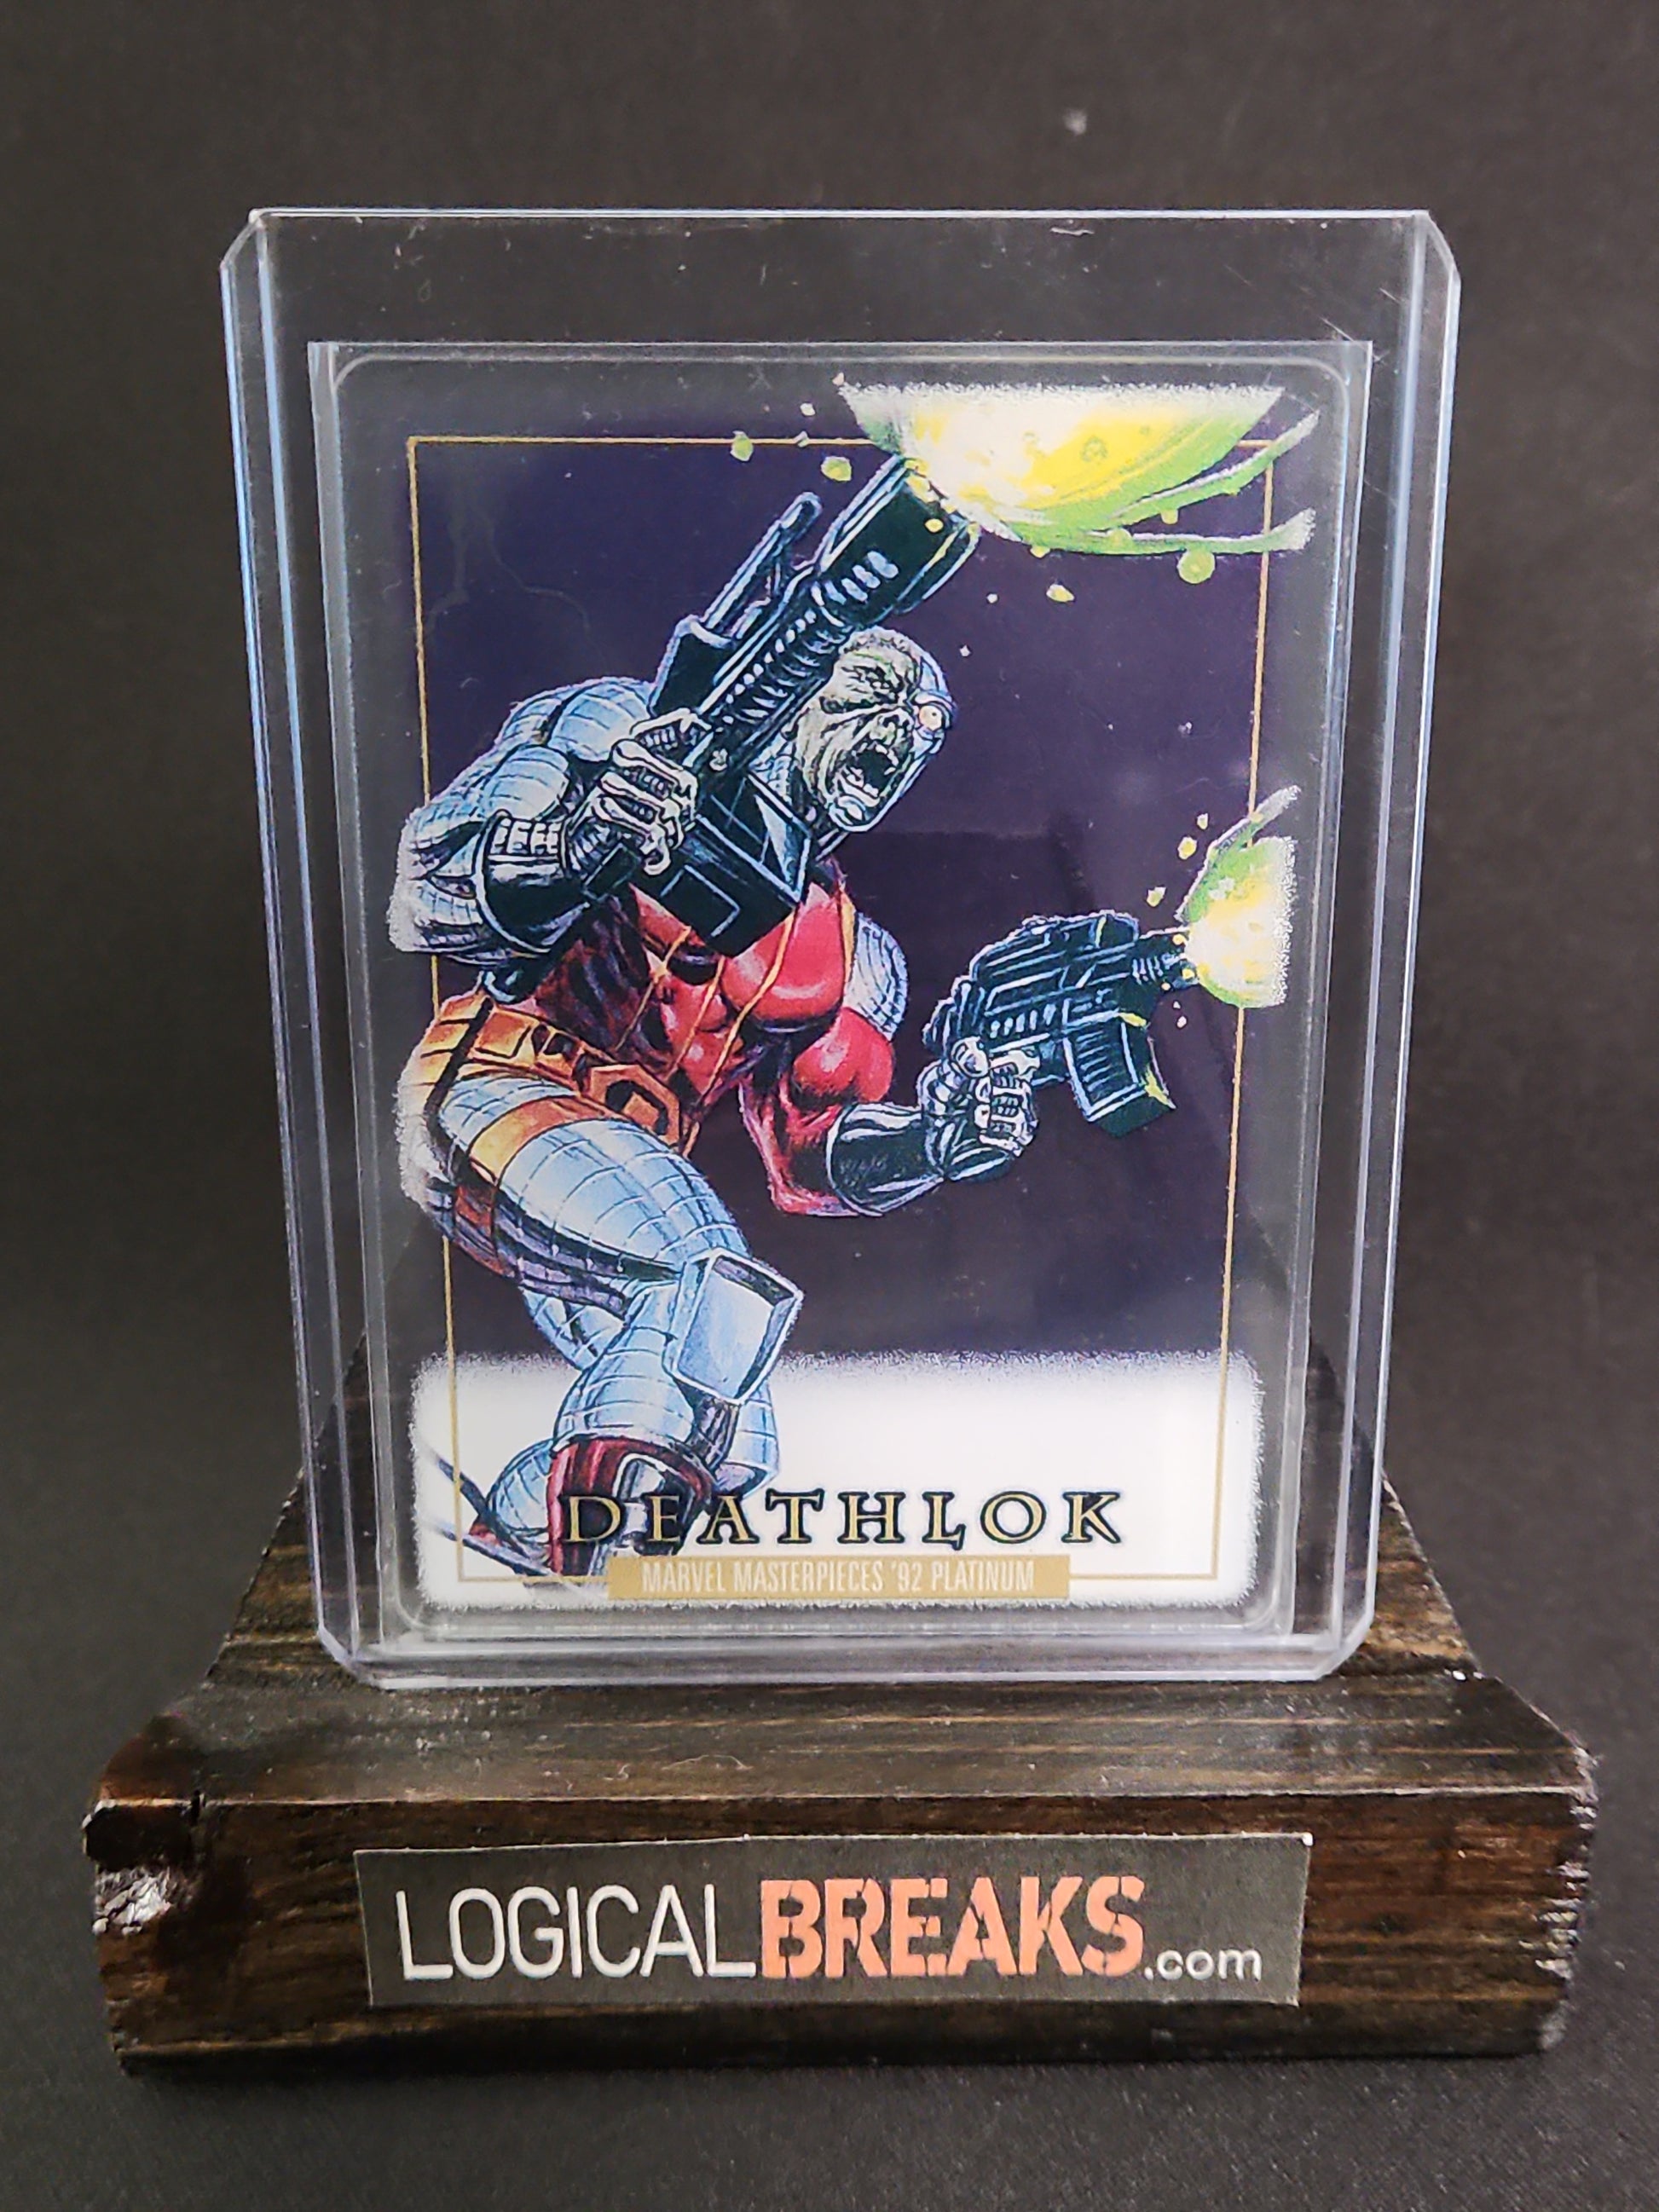 DEATHLOK
MARVEL MASTERPIECES '92 PLATINUM
LOGICALBREAKS.com